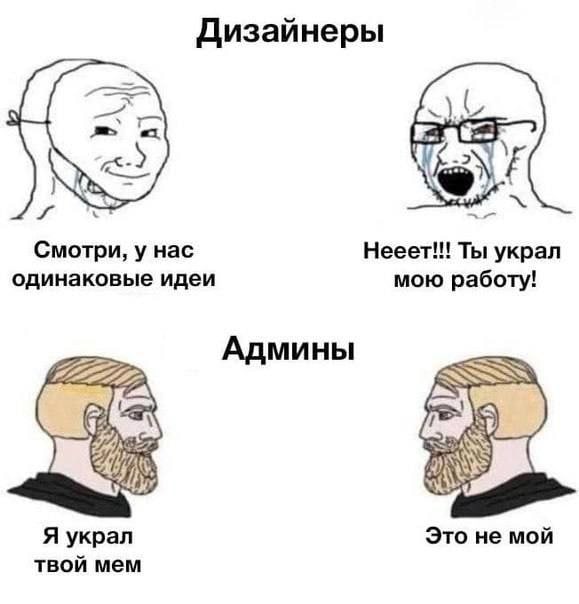 Дизайнеры
Смотри, у нас
одинаковые идеи
Нееет!!! Ты украл
мою работу!
Админы
Я украл
твой мем
Это не мой